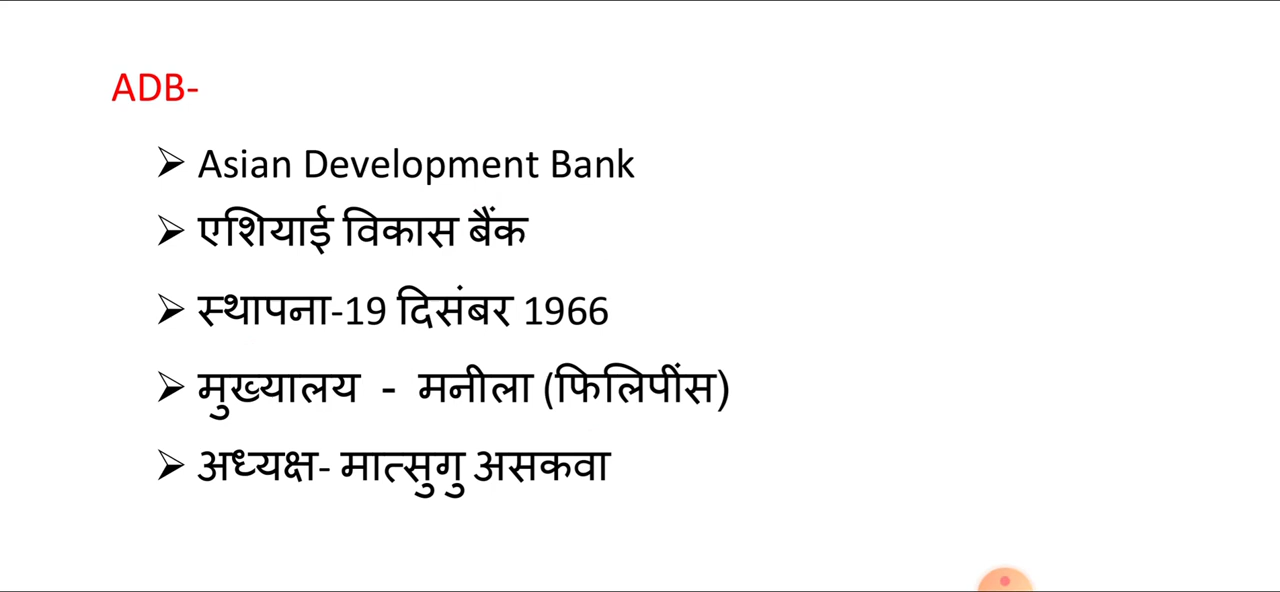 ADB-
➢ Asian Development Bank
➢ एशियाई विकास बैंक
➢ स्थापना-19 दिसंबर 1966
➢ मुख्यालय - मनीला (फिलिपींस)
➢ अध्यक्ष- मात्सुगु असकवा